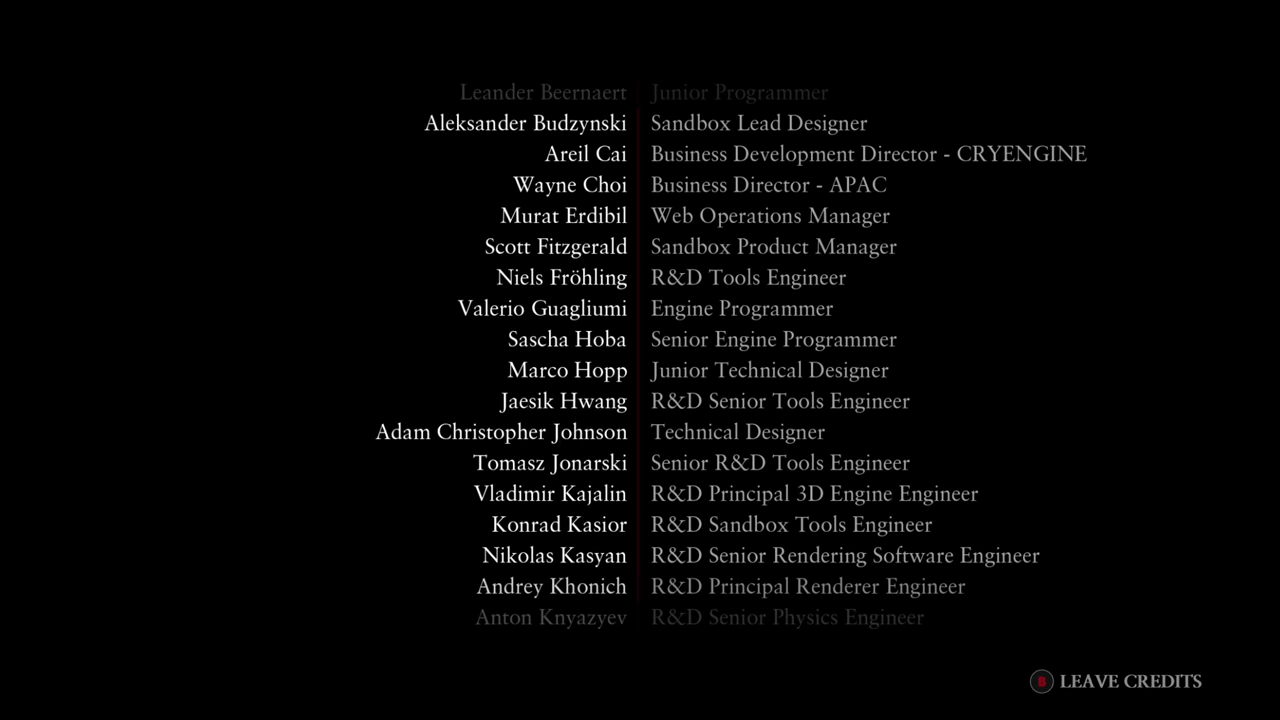 Leander Beernaert Junior Programmer
Aleksander Budzynski Sandbox Lead Designer
Areil Cai Business Development Director - CRYENGINE
Wayne Choi Business Director - APAC
Murat Erdibil Web Operations Manager
Scott Fitzgerald Sandbox Product Manager
Niels Fröhling R&D Tools Engineer
Valerio Guagliumi Engine Programmer
Sascha Hoba Senior Engine Programmer
Marco Hopp Junior Technical Designer
Jaesik Hwang R&D Senior Tools Engineer
Adam Christopher Johnson Technical Designer
Tomasz Jonarski Senior R&D Tools Engineer
Vladimir Kajalin R&D Principal 3D Engine Engineer
Konrad Kasior R&D Sandbox Tools Engineer
Nikolas Kasyan R&D Senior Rendering Software Engineer
Andrey Khonich R&D Principal Renderer Engineer
Anton Knyazyev R&D Senior Physics Engineer
B LEAVE CREDITS